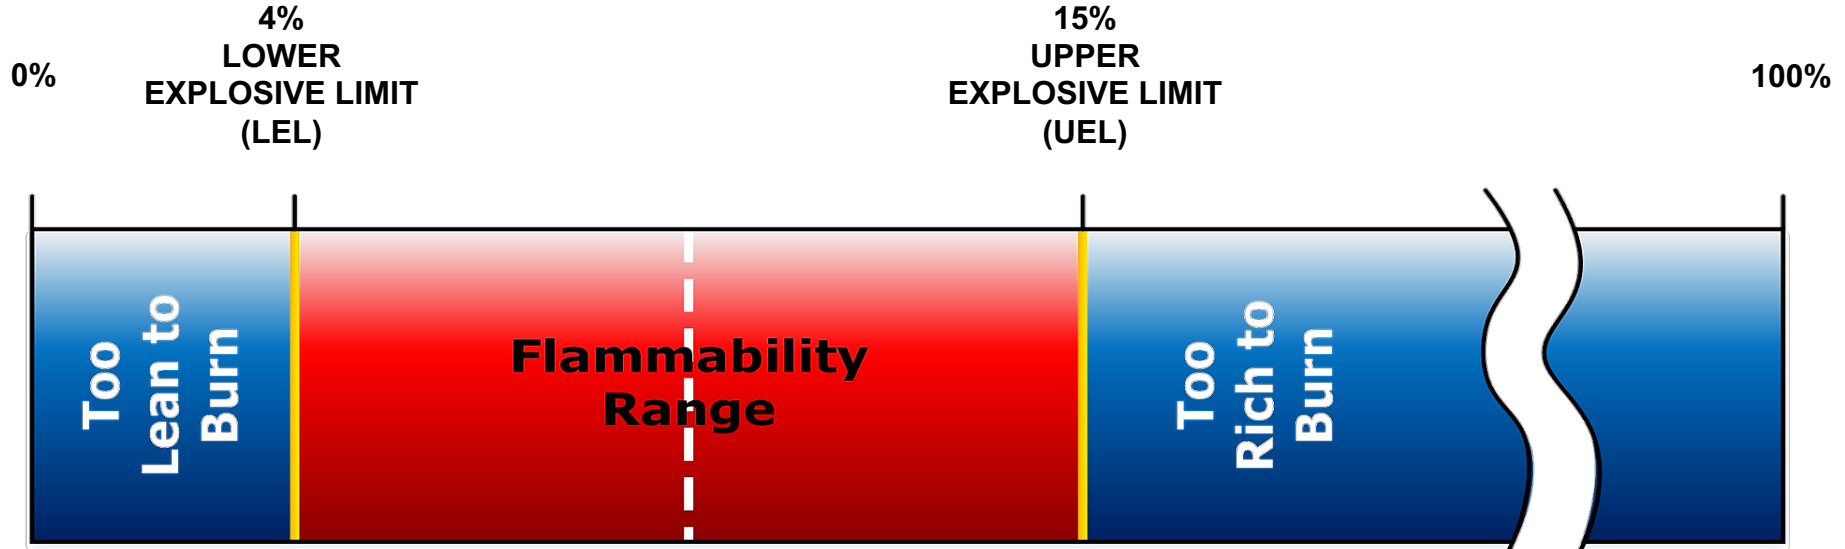 0%
4%
LOWER
EXPLOSIVE LIMIT
(LEL)
15%
UPPER
EXPLOSIVE LIMIT
(UEL)
100%
Too
Lean to
Burn
Flammability
Range
Too
Rich to
Burn